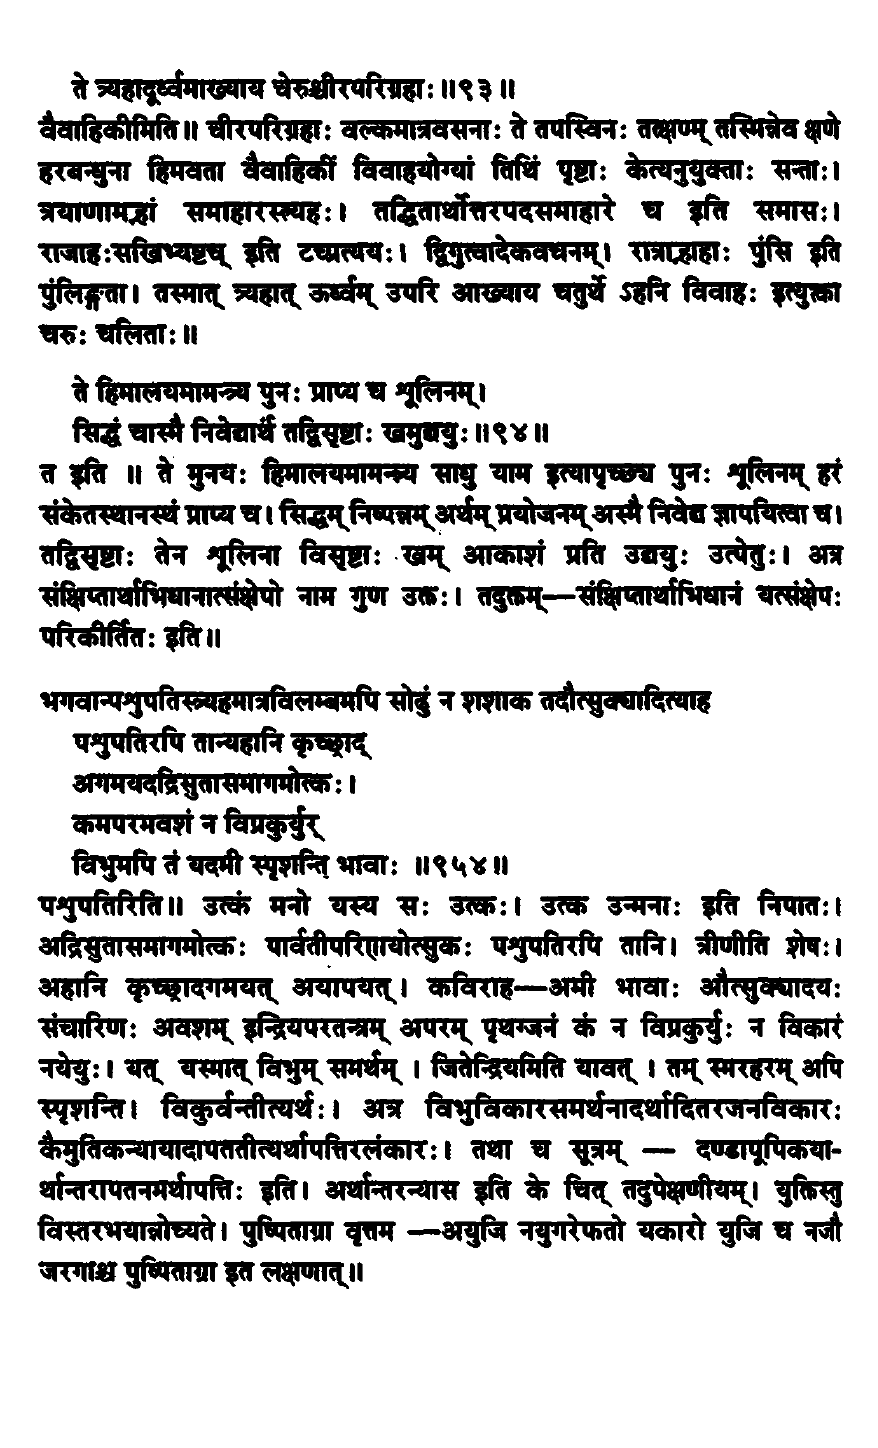 ते त्र्यहादूर्ध्वमाख्याय चेरुश्चीरपरिग्रहाः॥९३॥
वैवाहिकीमिति॥ चीरपरिग्रहाः वल्कमात्रवसनाः ते तपस्विनः तत्क्षणम् तस्मिन्नेव क्षणे
हरबन्धुना हिमवता वैवाहिकीं विवाहयोग्यां तिथिं पृष्टाः केत्यनुयुक्ताः सन्ताः।
त्रयाणामह्नां समाहारस्त्र्यहः। तद्धितार्थोत्तरपदसमाहारे च इति समासः।
राजाहःसखिभ्यष्टच् इति टच्प्रत्ययः। द्विगुत्वादेकवचनम्। रात्राह्नाहाः पुंसि इति
पुंलिङ्गता। तस्मात् त्र्यहात् ऊर्ध्वम् उपरि आख्याय चतुर्थे ऽहनि विवाहः इत्युक्त्वा
चरुः चलिताः॥
ते हिमालयमामन्त्र्य पुनः प्राप्य च शूलिनम्।
सिद्धं चास्मै निवेद्यार्थं तद्विसृष्टाः खमुद्ययुः॥९४॥
त इति ॥ ते मुनयः हिमालयमामन्त्र्य साधु याम इत्यापृच्छ्य पुनः शूलिनम् हरं
संकेतस्थानस्थं प्राप्य च। सिद्धम् निष्पन्नम् अर्थम् प्रयोजनम् अस्मै निवेद्य ज्ञापयित्वा च।
तद्विसृष्टाः तेन शूलिना विसृष्टाः खम् आकाशं प्रति उद्ययुः उत्पेतुः। अत्र
संक्षिप्तार्थाभिधानात्संक्षेपो नाम गुण उक्तः। तदुक्तम्—संक्षिप्तार्थाभिधानं यत्संक्षेपः
परिकीर्तितः इति॥
भगवान्पशुपतिस्त्र्यहमात्रविलम्बमपि सोढुं न शशाक तदौत्सुक्यादित्याह
पशुपतिरपि तान्यहानि कृच्छ्राद्
अगमयदद्रिसुतासमागमोत्कः।
कमपरमवशं न विप्रकुर्युर्
विभुमपि तं यदमी स्पृशन्ति भावाः ॥९५४॥
पशुपतिरिति॥ उत्कं मनो यस्य सः उत्कः। उत्क उन्मनाः इति निपातः।
अद्रिसुतासमागमोत्कः पार्वतीपरिणयोत्सुकः पशुपतिरपि तानि। त्रीणीति शेषः।
अहानि कृच्छ्रादगमयत् अयापयत्। कविराह—अमी भावाः औत्सुक्यादयः
संचारिणः अवशम् इन्द्रियपरतन्त्रम् अपरम् पृथग्जनं कं न विप्रकुर्युः न विकारं
नयेयुः। यत् यस्मात् विभुम् समर्थम् । जितेन्द्रियमिति यावत् । तम् स्मरहरम् अपि
स्पृशन्ति। विकुर्वन्तीत्यर्थः। अत्र विभुविकारसमर्थनादर्थादितरजनविकारः
कैमुतिकन्यायादापततीत्यर्थापत्तिरलंकारः। तथा च सूत्रम् — दण्डापूपिकया-
र्थान्तरापतनमर्थापत्तिः इति। अर्थान्तरन्यास इति के चित् तदुपेक्षणीयम्। युक्तिस्तु
विस्तरभयान्नोच्यते। पुष्पिताग्रा वृत्तम —अयुजि नयुगरेफतो यकारो युजि च नजौ
जरगाश्च पुष्पिताग्रा इत लक्षणात्॥